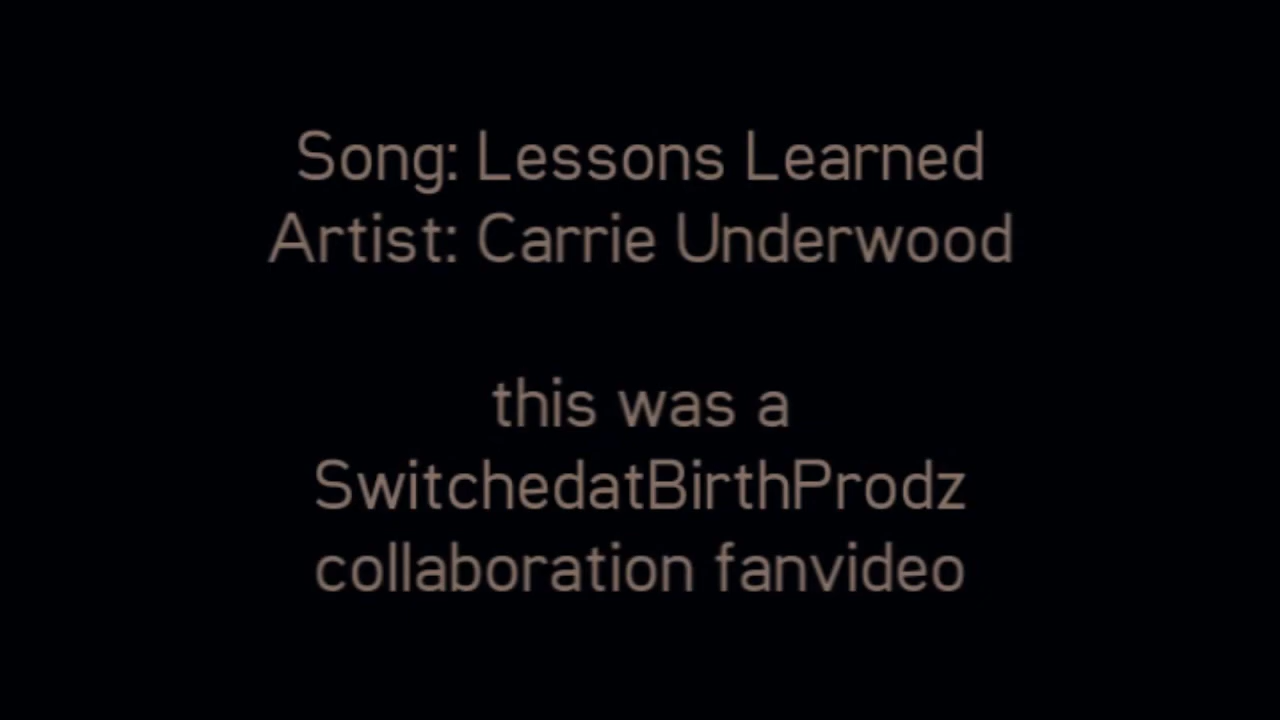 Song: Lessons Learned
Artist: Carrie Underwood
this was a
SwitchedatBirthProdz
collaboration fanvideo